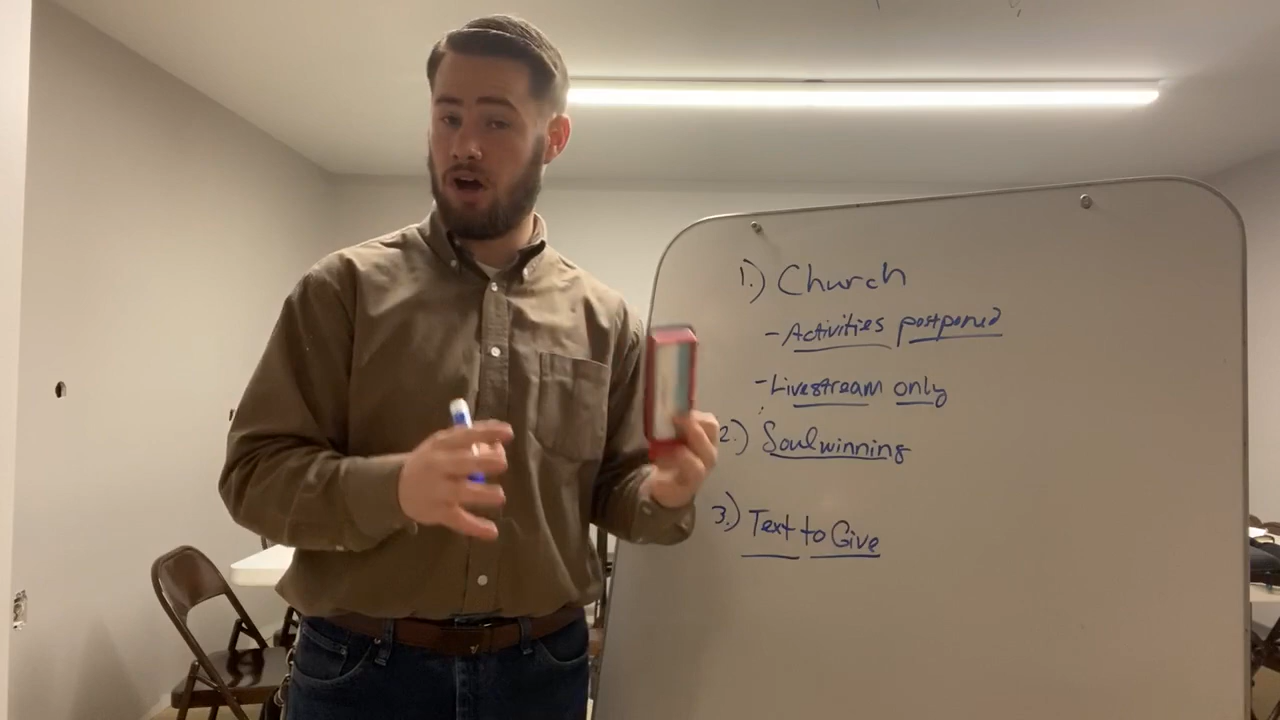 1.) Church
- Activities postponed
- Livestream only
2.) Soulwinning
3.) Text to Give